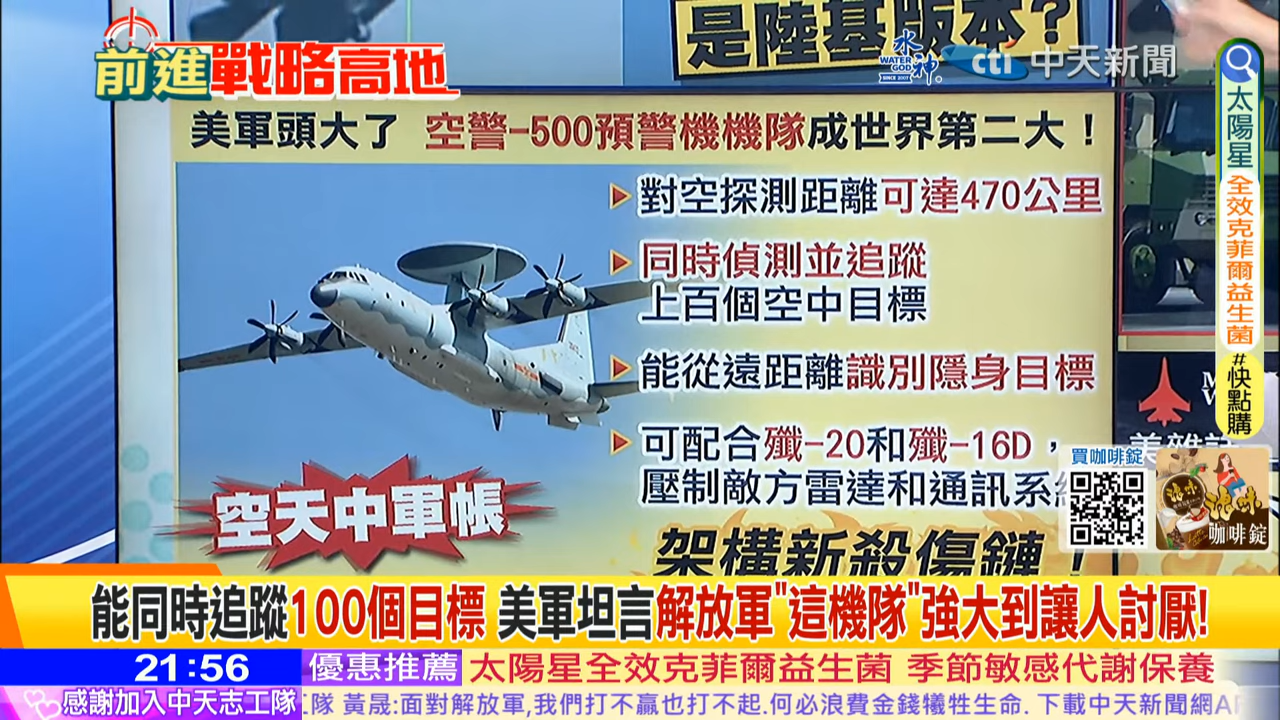 是陸基版本?
前進戰略高地
水神
WATER GOD
SINCE 2007
cti 中天新聞
太陽星 全效克菲爾益生菌 #快點購
美軍頭大了 空警-500預警機機隊成世界第二大!
▶對空探測距離可達470公里
▶同時偵測並追蹤
上百個空中目標
▶能從遠距離識別隱身目標
▶可配合殲-20和殲-16D,
壓制敵方雷達和通訊系
空天中軍帳
架構新殺傷鏈!
買咖啡錠
咖啡錠
能同時追蹤100個目標 美軍坦言解放軍"這機隊"強大到讓人討厭!
21:56 優惠推薦 太陽星全效克菲爾益生菌 季節敏感代謝保養
感謝加入中天志工隊 隊 黃晟:面對解放軍,我們打不贏也打不起.何必浪費金錢犧牲生命. 下載中天新聞網AP